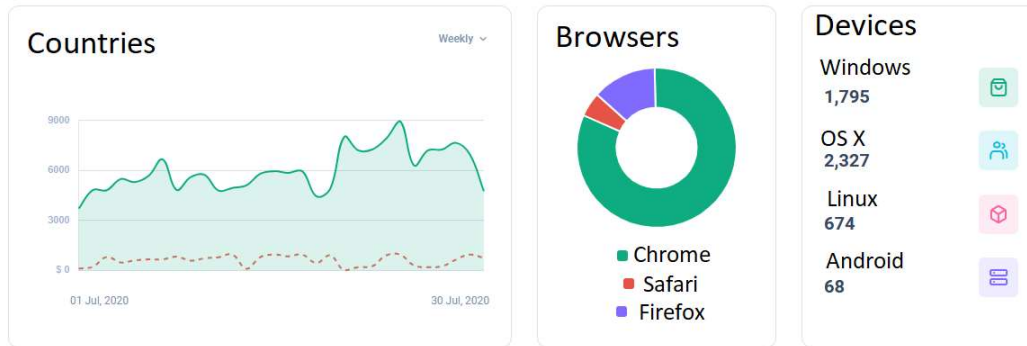 Countries
Weekly
9000
6000
3000
$ 0
01 Jul, 2020
30 Jul, 2020
Browsers
Chrome
Safari
Firefox
Devices
Windows
1,795
OS X
2,327
Linux
674
Android
68